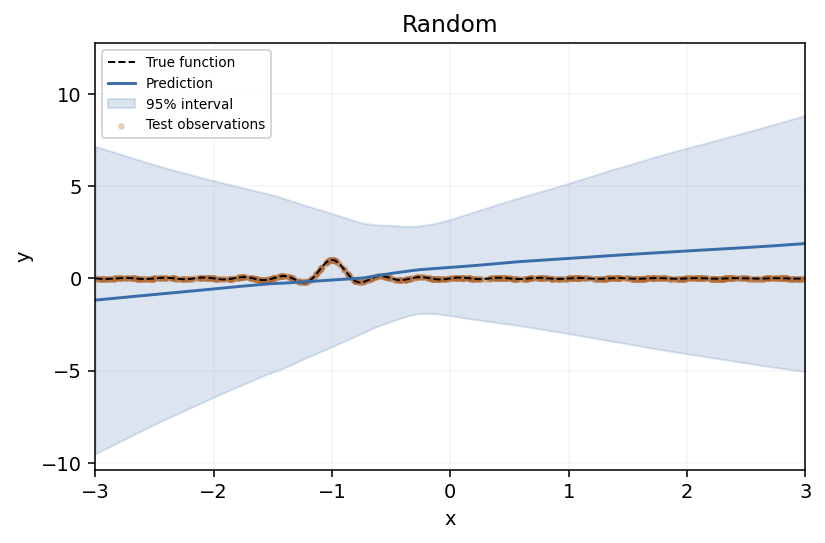 Random
True function
Prediction
95% interval
Test observations
10
5
0
−5
−10
y
−3 −2 −1 0 1 2 3
x